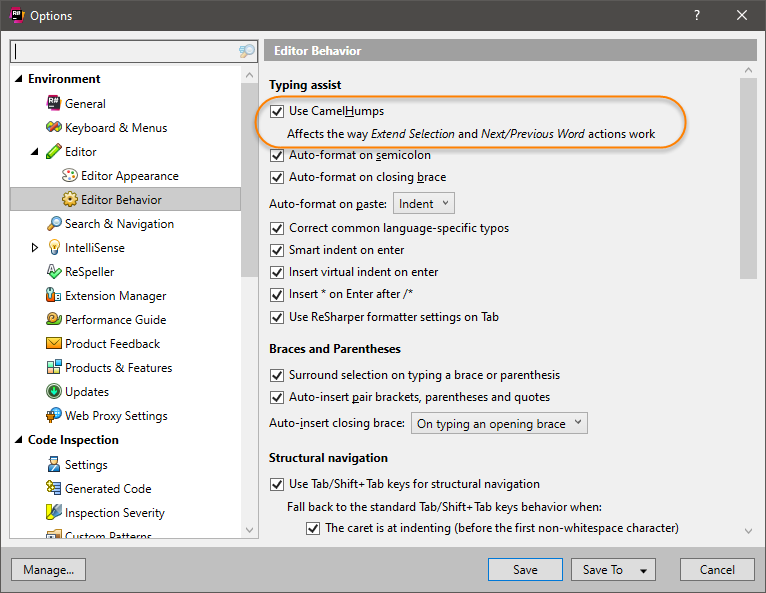 R#
Options
?
Environment
R#
General
Keyboard & Menus
Editor
Editor Appearance
Editor Behavior
Search & Navigation
IntelliSense
ReSpeller
Extension Manager
Performance Guide
Product Feedback
Products & Features
Updates
Web Proxy Settings
Code Inspection
Settings
Generated Code
Inspection Severity
Custom Patterns
Editor Behavior
Typing assist
Use CamelHumps
Affects the way Extend Selection and Next/Previous Word actions work
Auto-format on semicolon
Auto-format on closing brace
Auto-format on paste: Indent
Correct common language-specific typos
Smart indent on enter
Insert virtual indent on enter
Insert * on Enter after /*
Use ReSharper formatter settings on Tab
Braces and Parentheses
Surround selection on typing a brace or parenthesis
Auto-insert pair brackets, parentheses and quotes
Auto-insert closing brace: On typing an opening brace
Structural navigation
Use Tab/Shift+Tab keys for structural navigation
Fall back to the standard Tab/Shift+Tab keys behavior when:
The caret is at indenting (before the first non-whitespace character)
Manage...
Save
Save To
Cancel